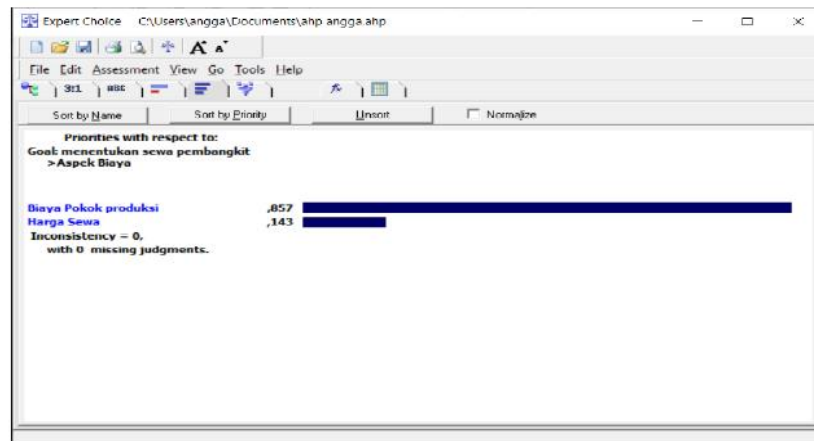 Expert Choice C:\Users\angga\Documents\ahp angga.ahp
File Edit Assessment View Go Tools Help
3:1 ABC
Sort by Name Sort by Priority Unsort Normalize
Priorities with respect to:
Goal: menentukan sewa pembangkit
>Aspek Biaya
Biaya Pokok produksi ,857
Harga Sewa ,143
Inconsistency = 0,
with 0 missing judgments.